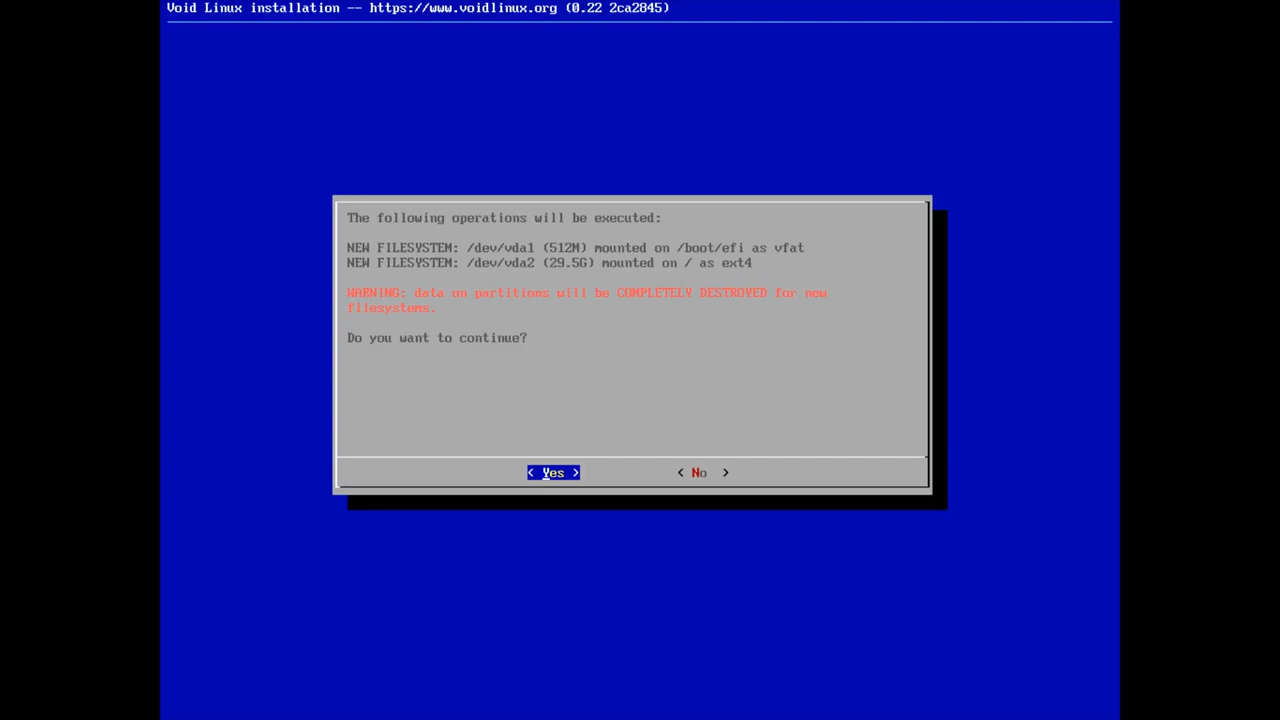 Void Linux installation -- https://www.voidlinux.org (0.22 2ca2845)
The following operations will be executed:
NEW FILESYSTEM: /dev/vda1 (512M) mounted on /boot/efi as vfat
NEW FILESYSTEM: /dev/vda2 (29.5G) mounted on / as ext4
WARNING: data on partitions will be COMPLETELY DESTROYED for new
filesystems.
Do you want to continue?
< Yes > < No >